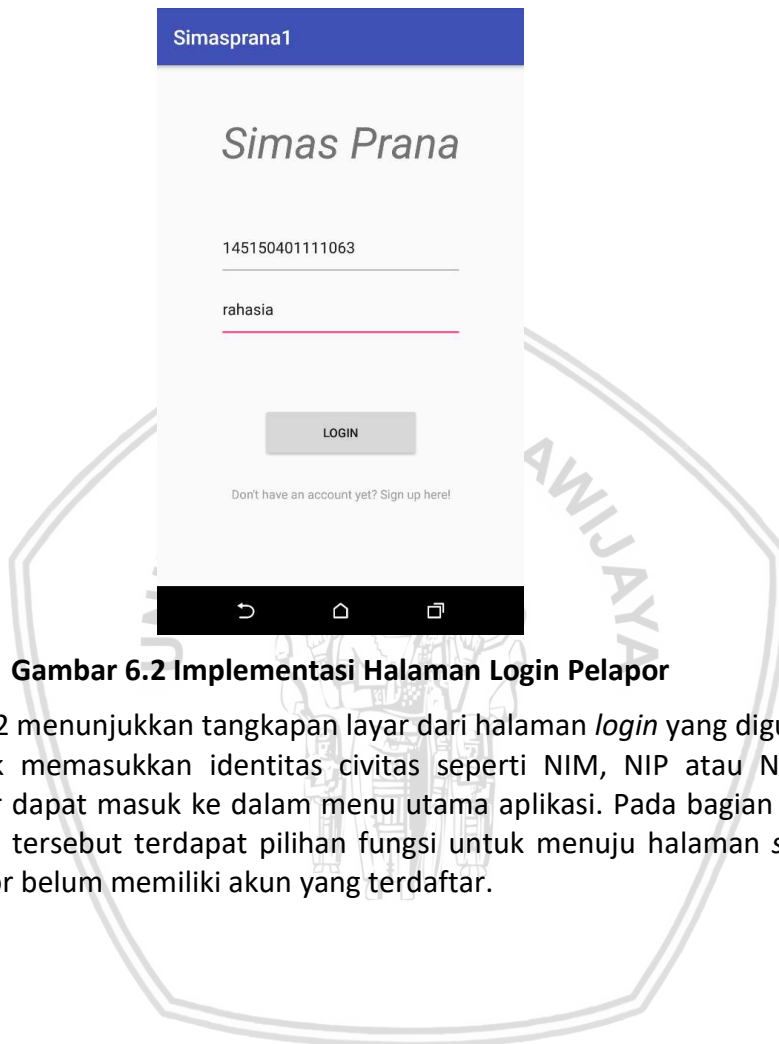 Simasprana1
Simas Prana
145150401111063
rahasia
LOGIN
Don't have an account yet? Sign up here!
AWIJAYA
UN
Gambar 6.2 Implementasi Halaman Login Pelapor
2 menunjukkan tangkapan layar dari halaman login yang digu
k memasukkan identitas civitas seperti NIM, NIP atau N
r dapat masuk ke dalam menu utama aplikasi. Pada bagian
tersebut terdapat pilihan fungsi untuk menuju halaman s
or belum memiliki akun yang terdaftar.